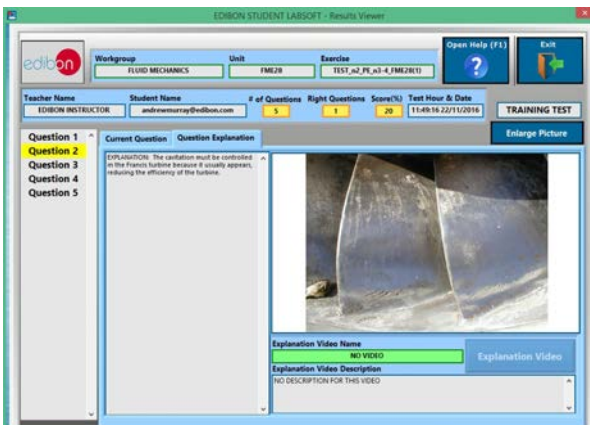 EDIBON STUDENT LABSOFT - Results Viewer
edibon
Workgroup
FLUID MECHANICS
Unit
FME28
Exercise
TEST_n2_PE_n3-4_FME28(1)
Open Help (F1)
?
Exit
Teacher Name
EDIBON INSTRUCTOR
Student Name
andrewmurray@edibon.com
# of Questions
5
Right Questions
1
Score(%)
20
Test Hour & Date
11:49:16 22/11/2016
TRAINING TEST
Question 1
Question 2
Question 3
Question 4
Question 5
Current Question
Question Explanation
Enlarge Picture
EXPLANATION: The cavitation must be controlled
in the Francis turbine because it usually appears,
reducing the efficiency of the turbine.
Explanation Video Name
NO VIDEO
Explanation Video
Explanation Video Description
NO DESCRIPTION FOR THIS VIDEO